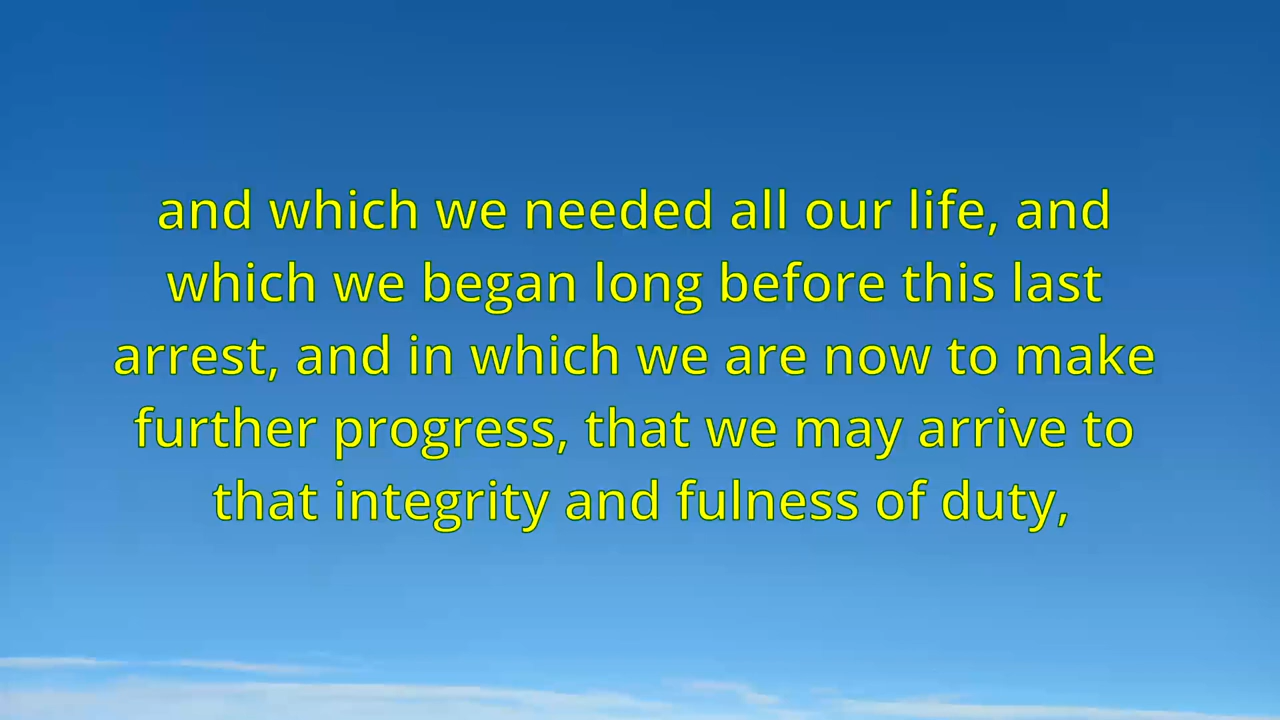 and which we needed all our life, and
which we began long before this last
arrest, and in which we are now to make
further progress, that we may arrive to
that integrity and fulness of duty,